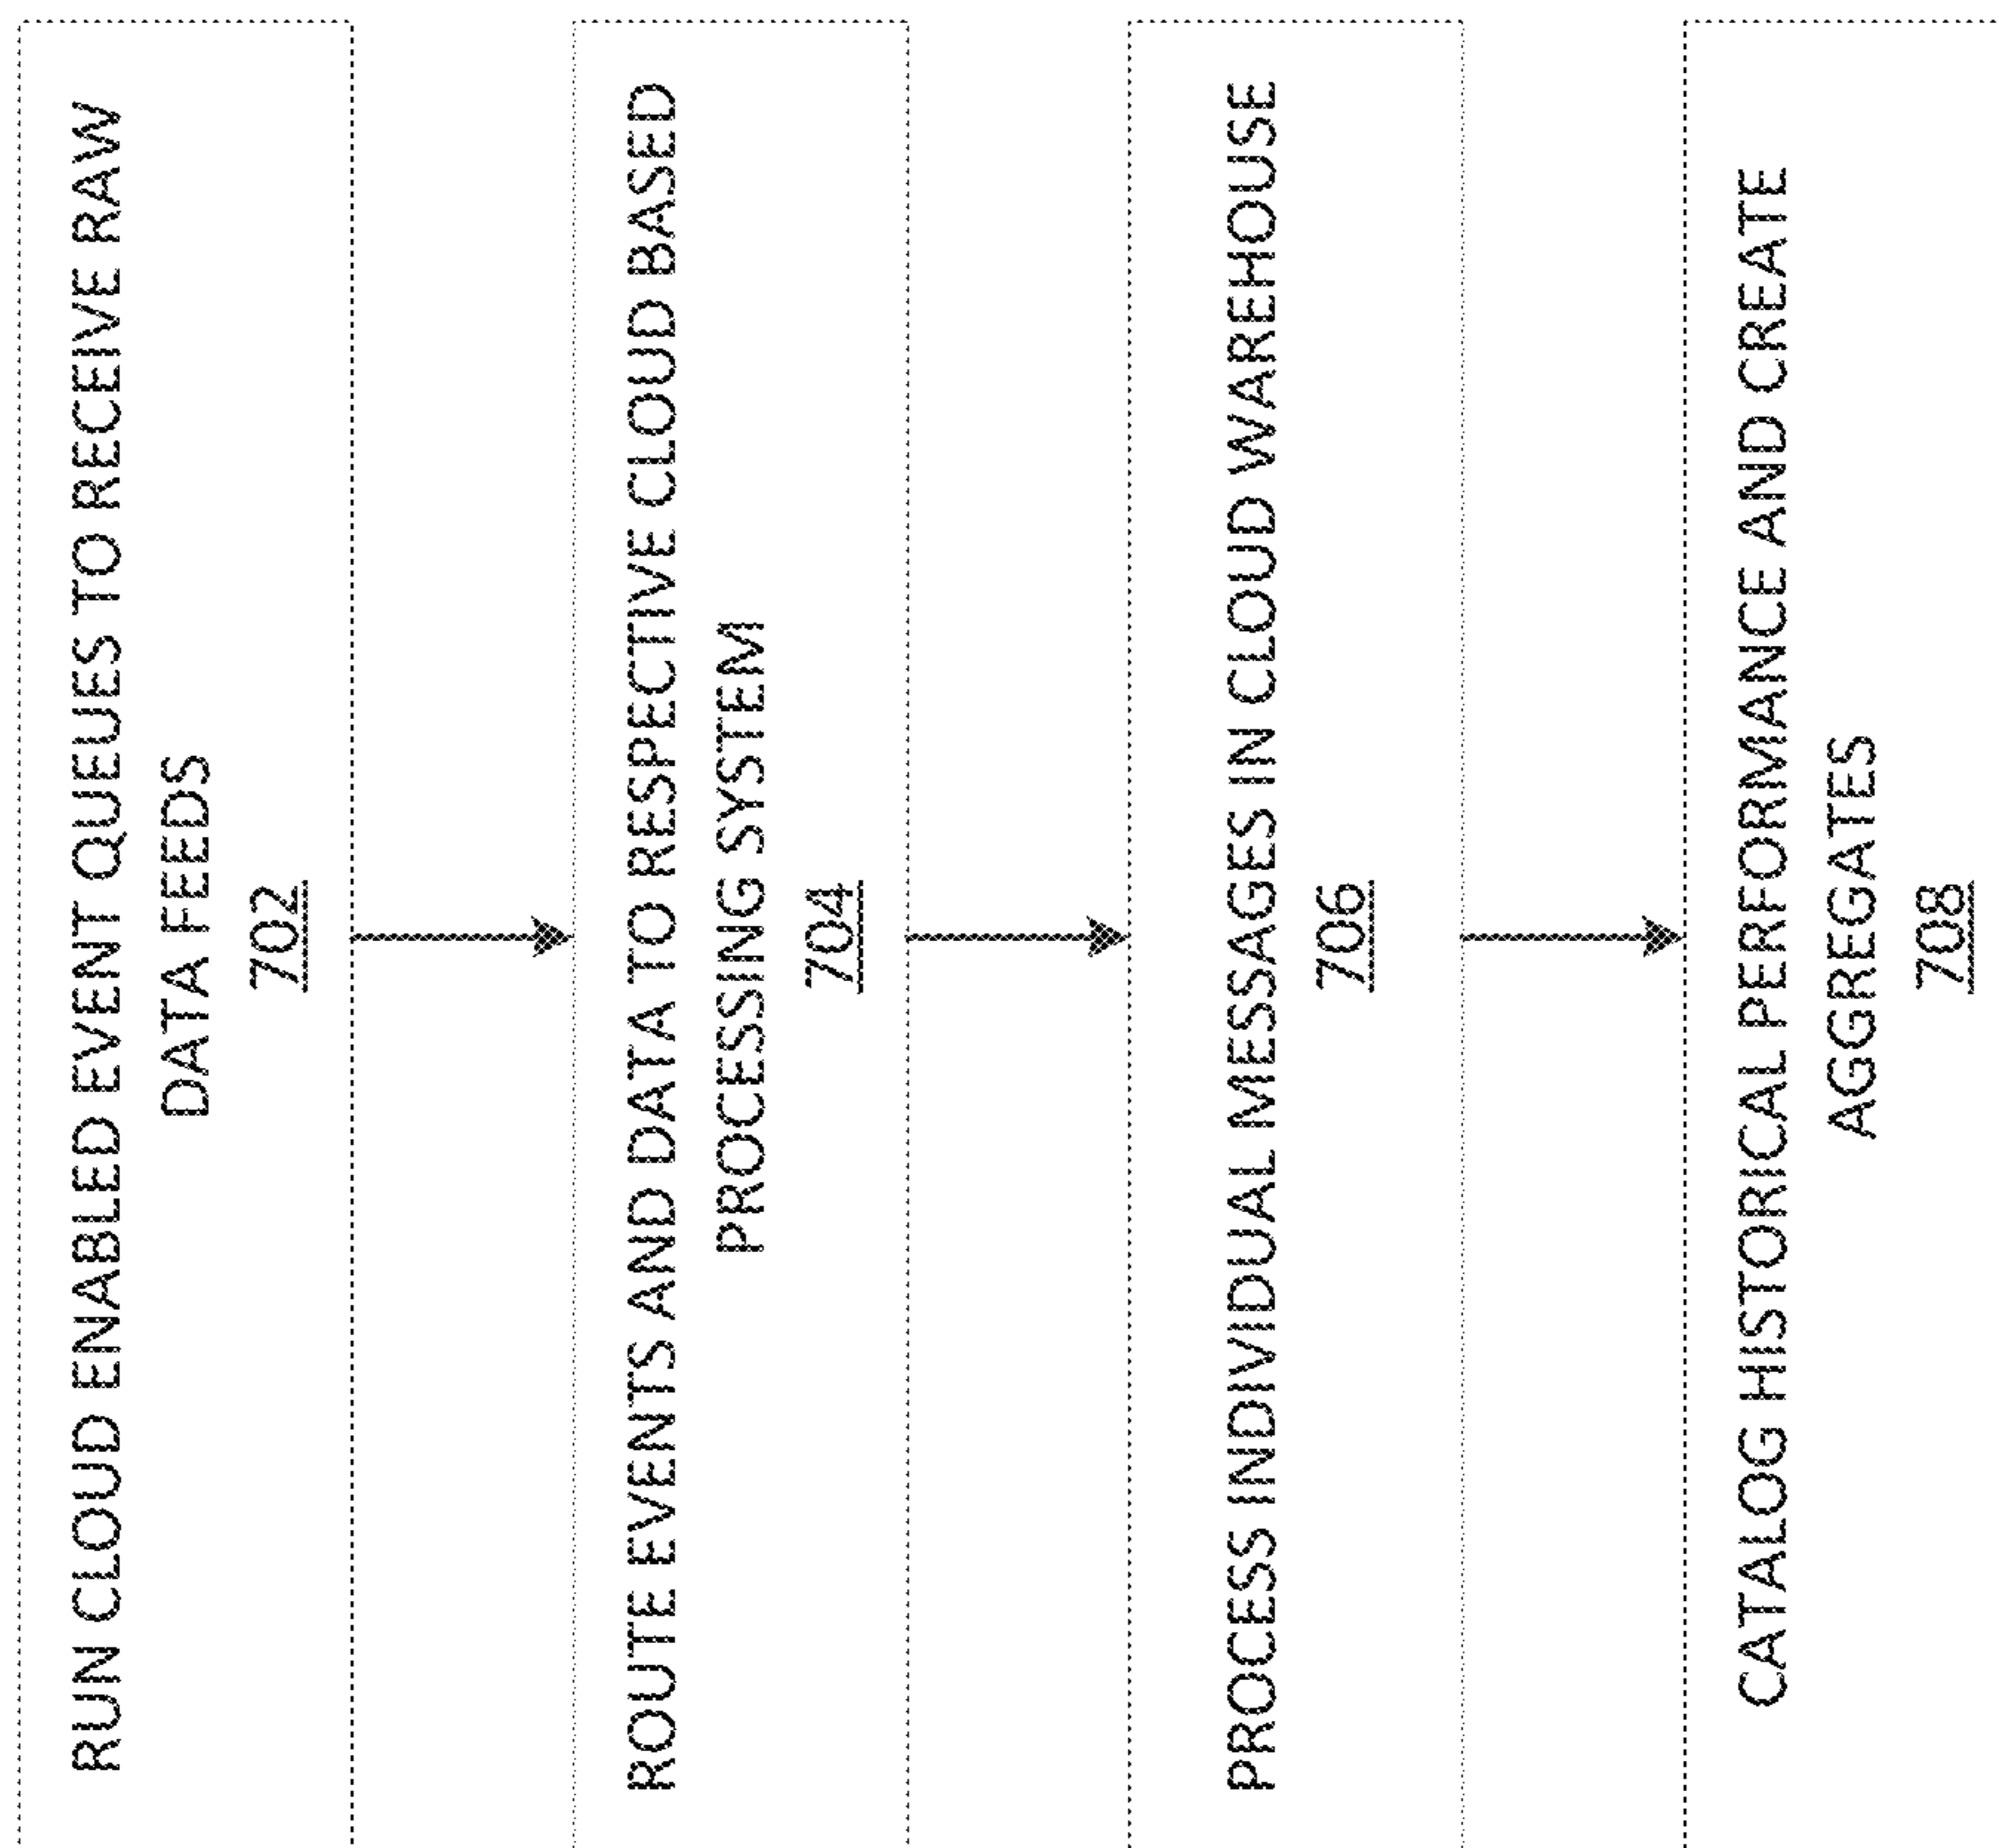 RUN CLOUD ENABLED EVENT QUEUES TO RECEIVE RAW
DATA FEEDS
702
ROUTE EVENTS AND DATA TO RESPECTIVE CLOUD BASED
PROCESSING SYSTEM
704
PROCESS INDIVIDUAL MESSAGES IN CLOUD WAREHOUSE
706
CATALOG HISTORICAL PERFORMANCE AND CREATE
AGGREGATES
708